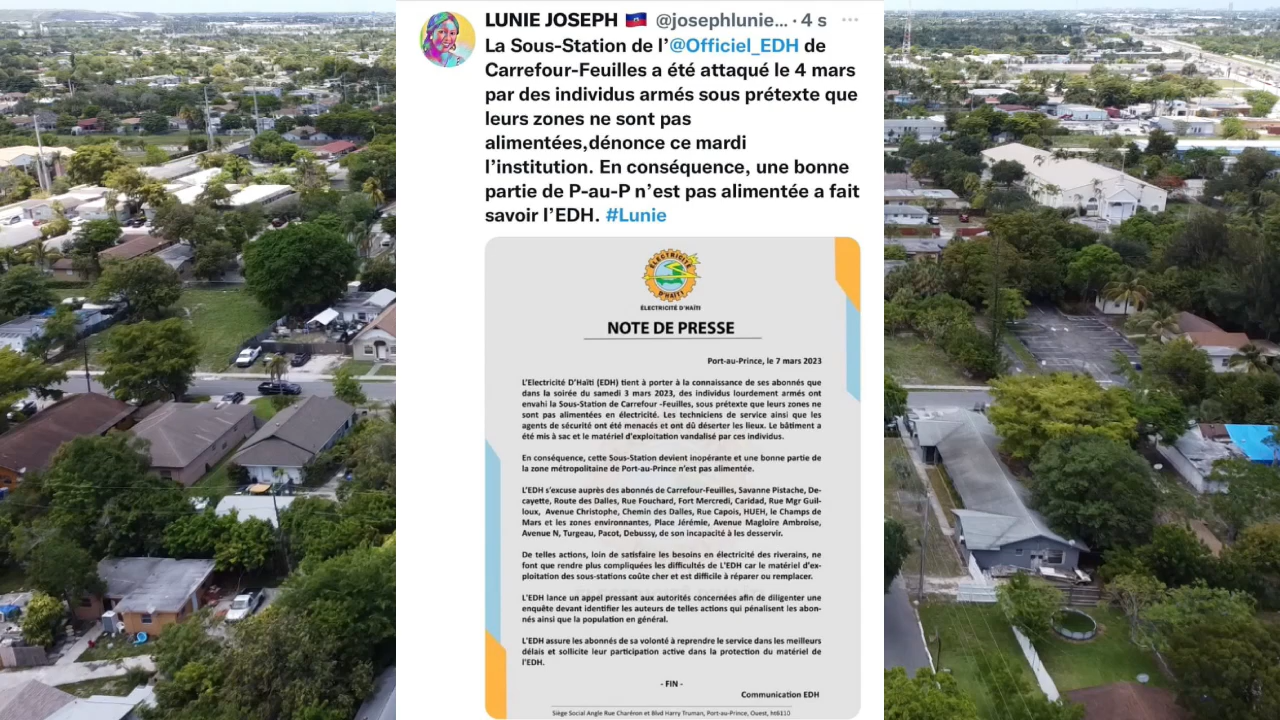 LUNIE JOSEPH 🇭🇹 @josephlunie... · 4 s ...
La Sous-Station de l'@Officiel_EDH de
Carrefour-Feuilles a été attaqué le 4 mars
par des individus armés sous prétexte que
leurs zones ne sont pas
alimentées,dénonce ce mardi
l'institution. En conséquence, une bonne
partie de P-au-P n'est pas alimentée a fait
savoir l'EDH. #Lunie
ÉLECTRICITÉ
D'HAÏTI
ÉLECTRICITÉ D'HAÏTI
NOTE DE PRESSE
Port-au-Prince, le 7 mars 2023
L'Electricité D'Haïti (EDH) tient à porter à la connaissance de ses abonnés que
dans la soirée du samedi 3 mars 2023, des individus lourdement armés ont
envahi la Sous-Station de Carrefour -Feuilles, sous prétexte que leurs zones ne
sont pas alimentées en électricité. Les techniciens de service ainsi que les
agents de sécurité ont été menacés et ont dû déserter les lieux. Le bâtiment a
été mis à sac et le matériel d'exploitation vandalisé par ces individus.
En conséquence, cette Sous-Station devient inopérante et une bonne partie de
la zone métropolitaine de Port-au-Prince n'est pas alimentée.
L'EDH s'excuse auprès des abonnés de Carrefour-Feuilles, Savanne Pistache, De-
cayette, Route des Dalles, Rue Fouchard, Fort Mercredi, Caridad, Rue Mgr Guil-
loux, Avenue Christophe, Chemin des Dalles, Rue Capois, HUEH, le Champs de
Mars et les zones environnantes, Place Jérémie, Avenue Magloire Ambroise,
Avenue N, Turgeau, Pacot, Debussy, de son incapacité à les desservir.
De telles actions, loin de satisfaire les besoins en électricité des riverains, ne
font que rendre plus compliquées les difficultés de L'EDH car le matériel d'ex-
ploitation des sous-stations coûte cher et est difficile à réparer ou remplacer.
L'EDH lance un appel pressant aux autorités concernées afin de diligenter une
enquête devant identifier les auteurs de telles actions qui pénalisent les abon-
nés ainsi que la population en général.
L'EDH assure les abonnés de sa volonté à reprendre le service dans les meilleurs
délais et sollicite leur participation active dans la protection du matériel de
l'EDH.
- FIN -
Communication EDH
Siège Social Angle Rue Charéron et Blvd Harry Truman, Port-au-Prince, Ouest, ht6110